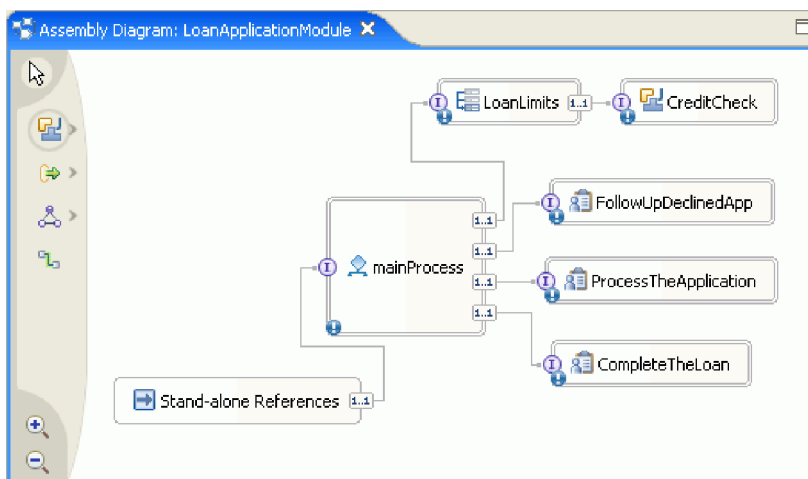 Assembly Diagram: LoanApplicationModule
I LoanLimits 1..1 I CreditCheck
I FollowUpDeclinedApp
1..1
1..1
I mainProcess
1..1
I ProcessTheApplication
1..1
I CompleteTheLoan
Stand-alone References 1..1